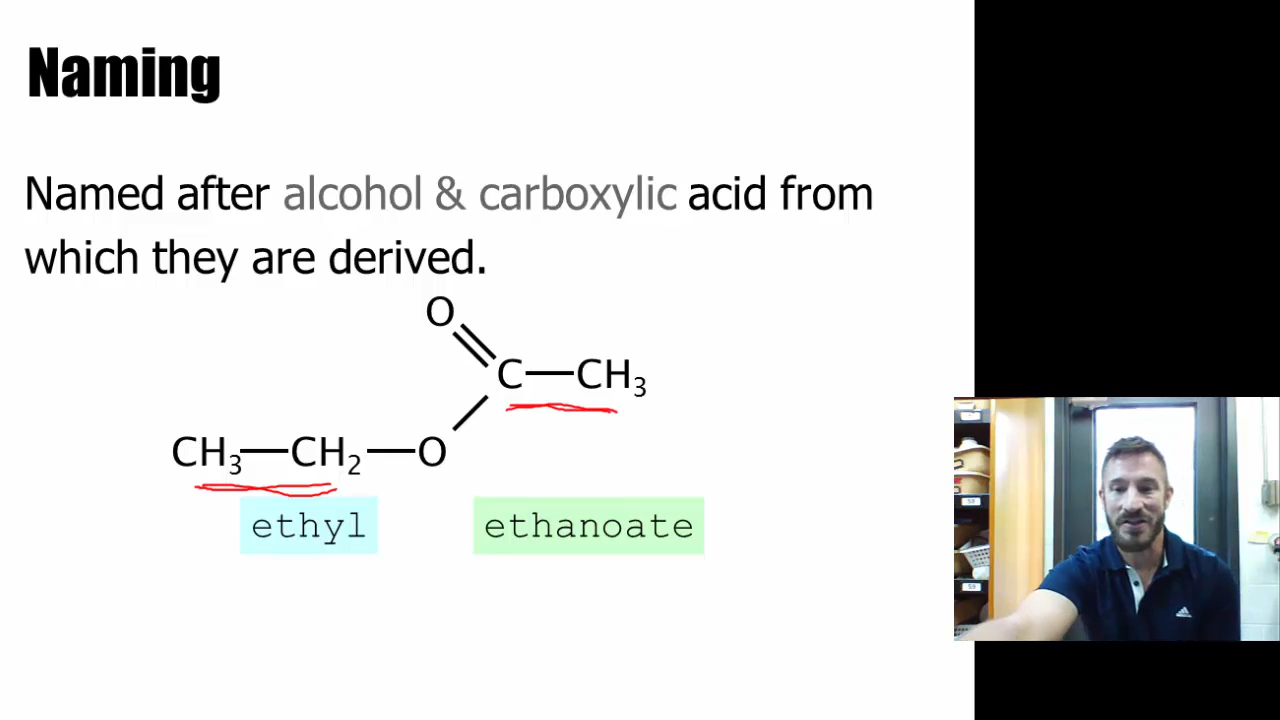 Naming
Named after alcohol & carboxylic acid from
which they are derived.
O
C—CH₃
CH₃—CH₂—O
ethyl ethanoate